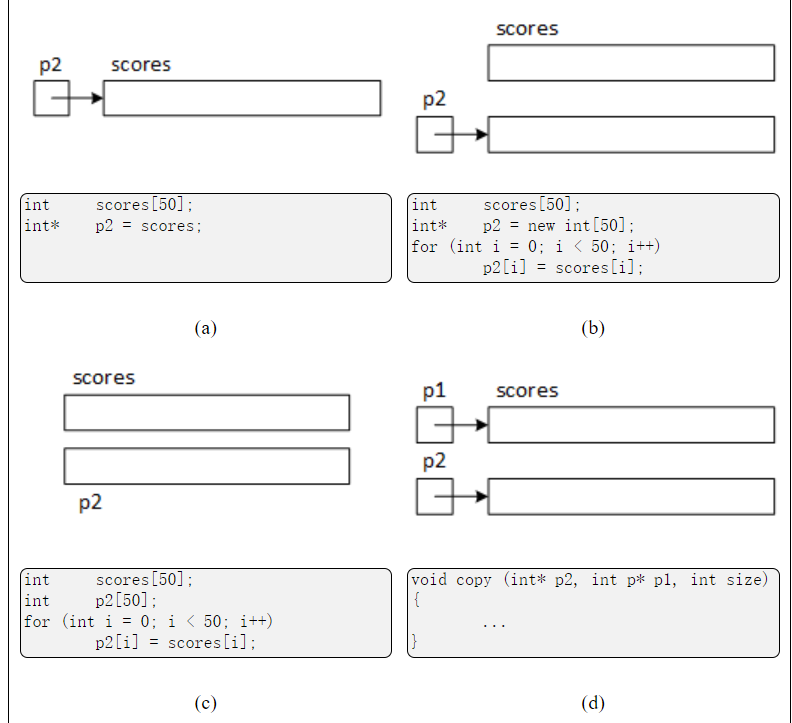 p2 scores
scores
p2
int scores[50];
int* p2 = scores;
int scores[50];
int* p2 = new int[50];
for (int i = 0; i < 50; i++)
p2[i] = scores[i];
(a)
(b)
scores
p2
p1 scores
p2
int scores[50];
int p2[50];
for (int i = 0; i < 50; i++)
p2[i] = scores[i];
void copy (int* p2, int p* p1, int size)
{
...
}
(c)
(d)